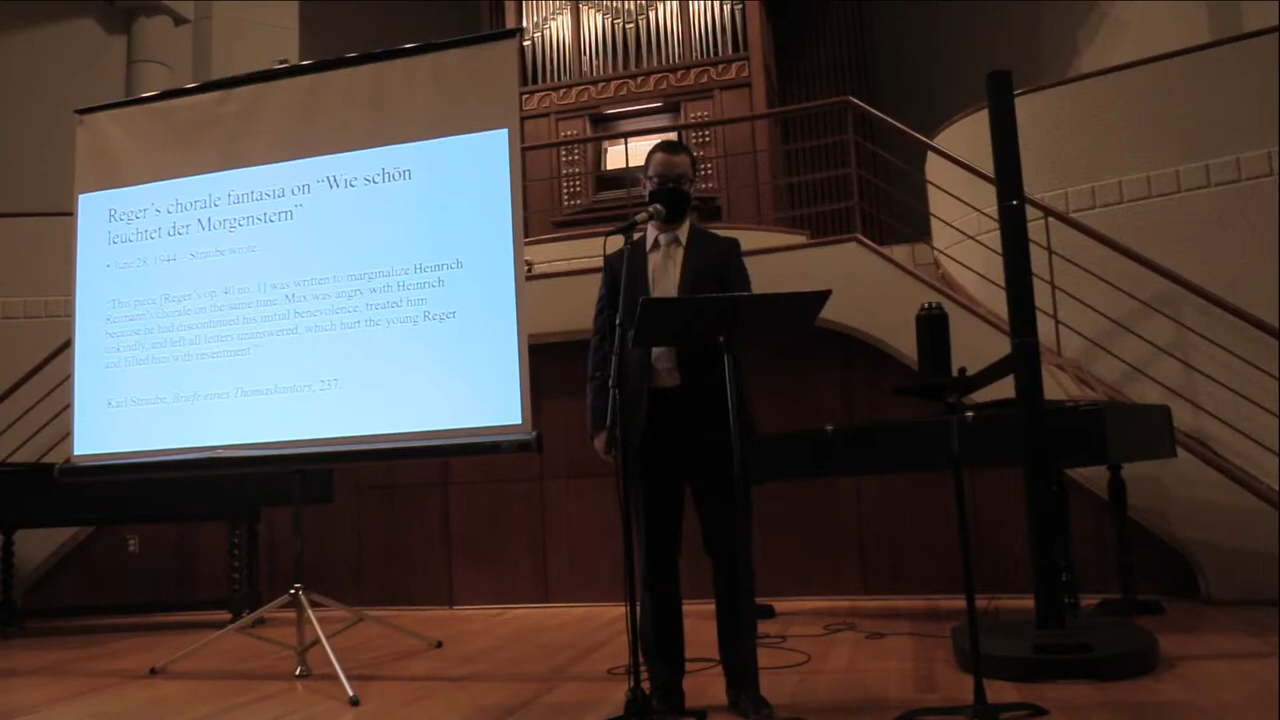 Reger's chorale fantasia on “Wie schön
leuchtet der Morgenstern”
• June 28, 1944 – Straube wrote:
“This piece [Reger's op. 40 no. 1] was written to marginalize Heinrich
Reimann's chorale on the same tune. Max was angry with Heinrich
because he had discontinued his initial benevolence, treated him
unkindly, and left all letters unanswered, which hurt the young Reger
and filled him with resentment.”
Karl Straube, Briefe eines Thomaskantors, 237.